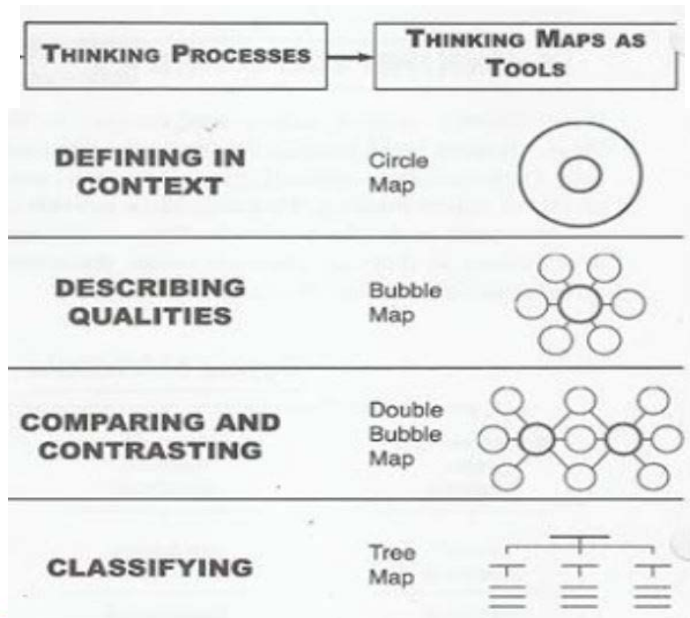 THINKING PROCESSES
THINKING MAPS AS
TOOLS
DEFINING IN
CONTEXT
Circle
Map
DESCRIBING
QUALITIES
Bubble
Map
COMPARING AND
CONTRASTING
Double
Bubble
Map
CLASSIFYING
Tree
Map